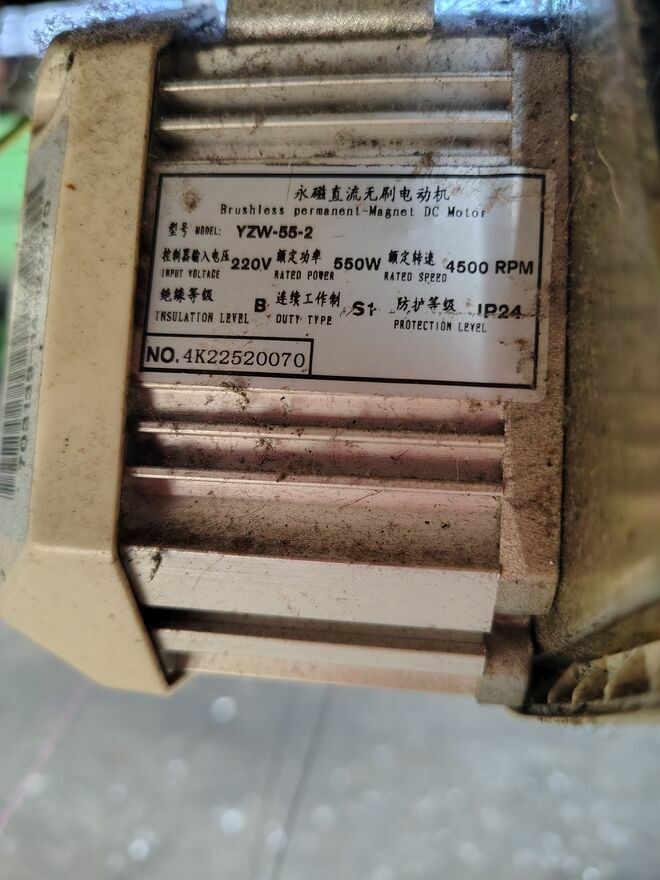 永磁直流无刷电动机
Brushless permanent-Magnet DC Motor
型号 MODEL: YZW-55-2
控制器输入电压 220V 额定功率 550W 额定转速 4500 RPM
INPUT VOLTAGE RATED POWER RATED SPEED
绝缘等级 B 连续工作制 S1 防护等级 IP24
INSULATION LEVEL DUTY TYPE PROTECTION LEVEL
NO. 4K22520070